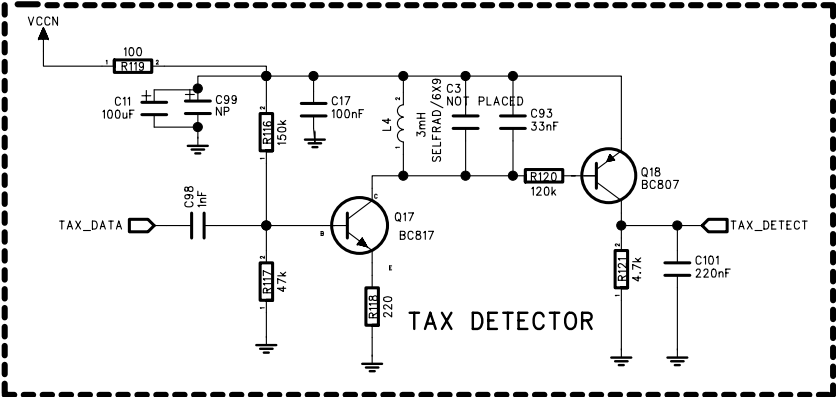 VCCN
100
1 R119 2
C11
100uF
C99
NP
C17
100nF
2
R116
150k
1
2
L4
1
3mH
SELFRAD/6X9
C3
NOT PLACED
C93
33nF
R120
120k
Q18
BC807
C98
1nF
TAX_DATA
B
C
E
Q17
BC817
2
R117
47k
1
R118
220
TAX DETECTOR
TAX_DETECT
2
R121
4.7k
1
C101
220nF